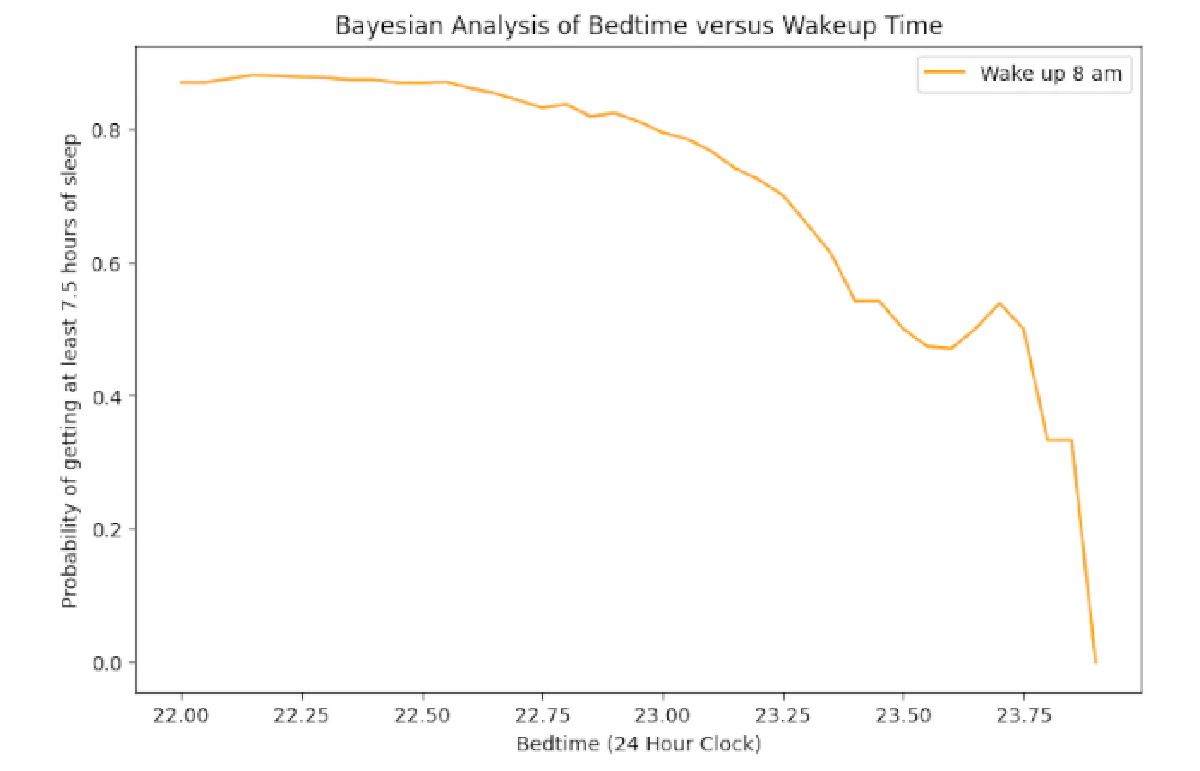 Bayesian Analysis of Bedtime versus Wakeup Time
Wake up 8 am
Probability of getting at least 7.5 hours of sleep
0.8
0.6
0.4
0.2
0.0
22.00 22.25 22.50 22.75 23.00 23.25 23.50 23.75
Bedtime (24 Hour Clock)